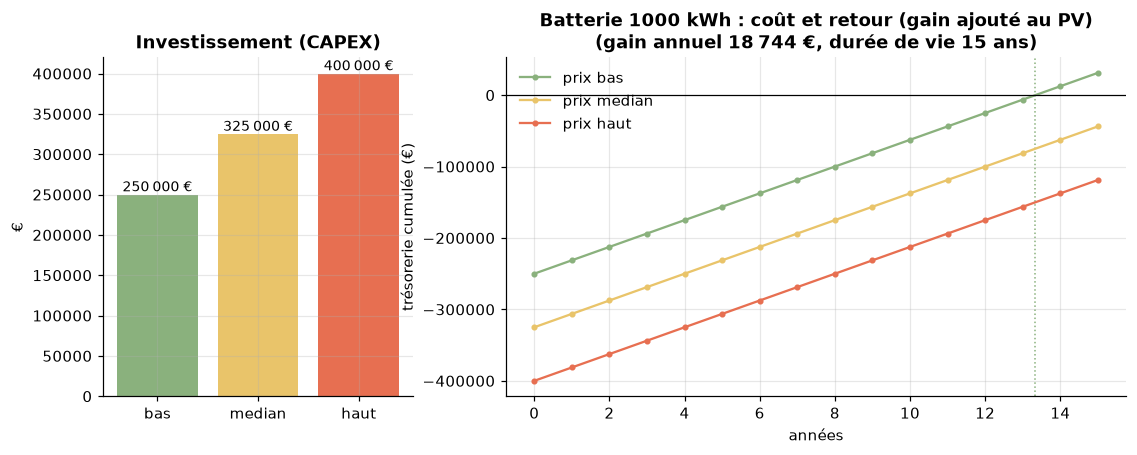 Investissement (CAPEX)
400 000 €
325 000 €
250 000 €
400000
350000
300000
250000
200000
150000
100000
50000
0
€
bas
median
haut
Batterie 1000 kWh : coût et retour (gain ajouté au PV)
(gain annuel 18 744 €, durée de vie 15 ans)
prix bas
prix median
prix haut
0
−100000
−200000
−300000
−400000
trésorerie cumulée (€)
0
2
4
6
8
10
12
14
années